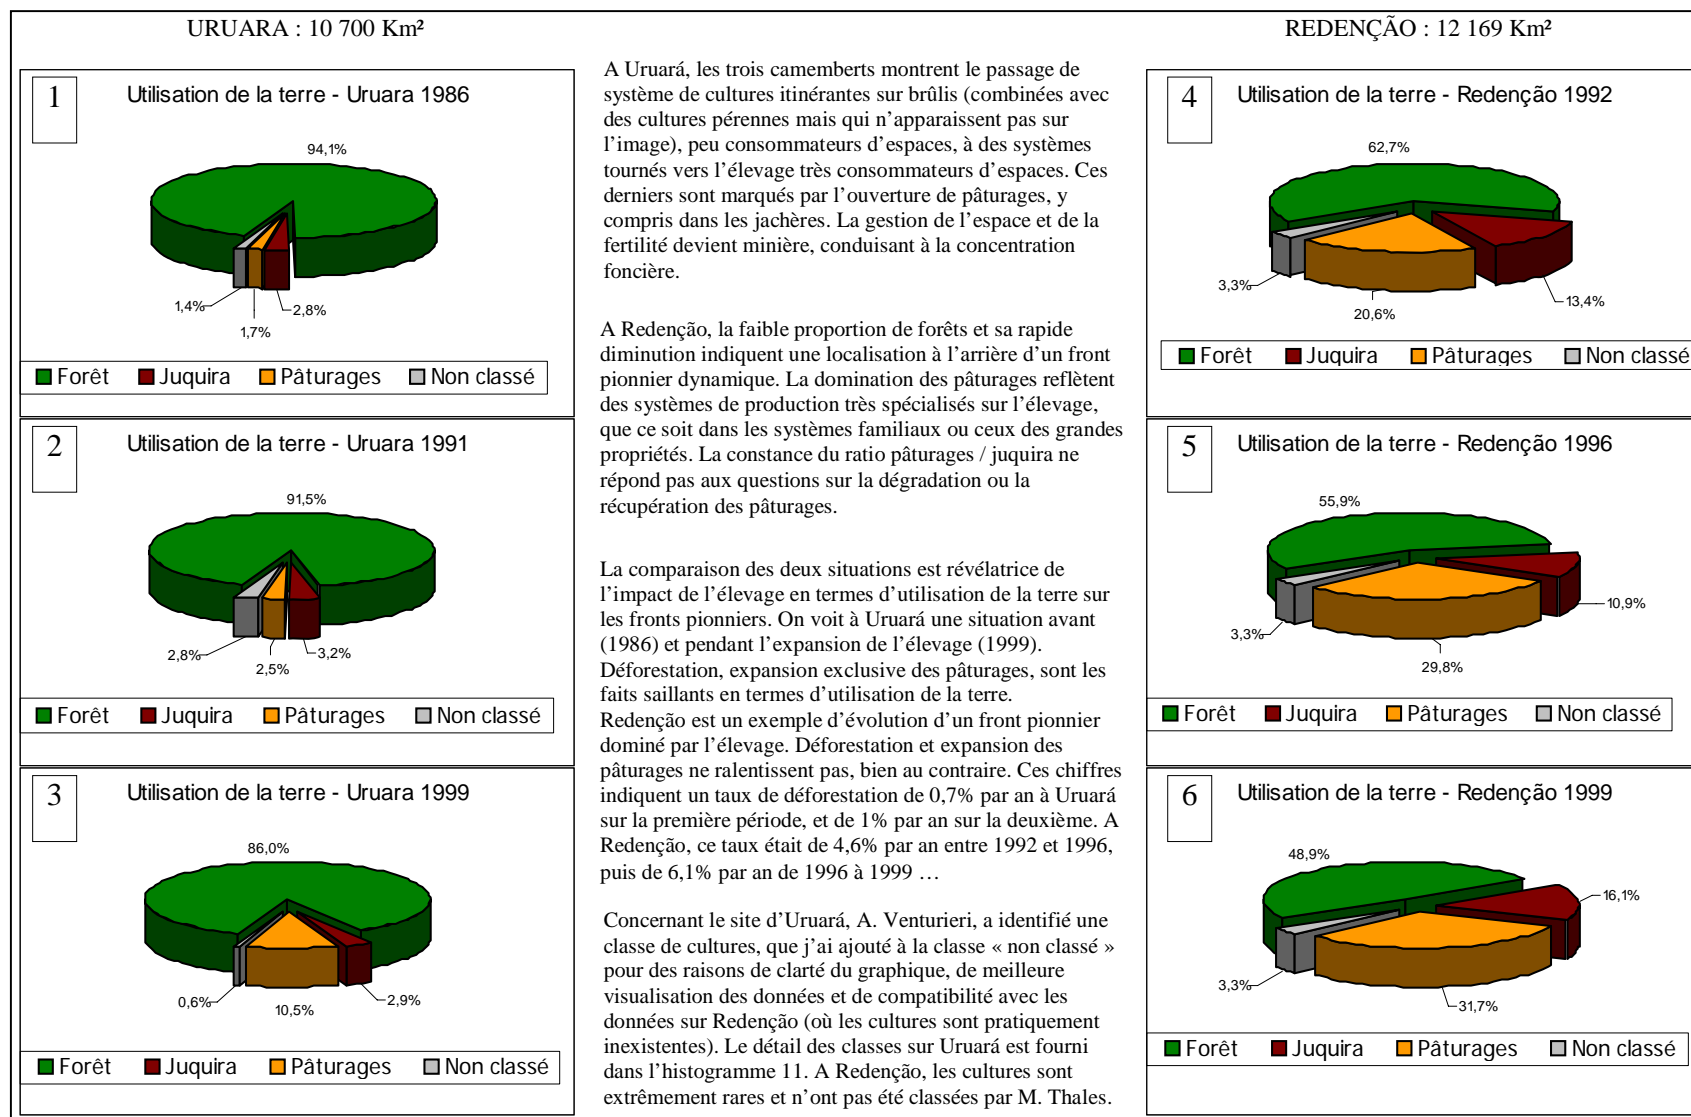 URUARA : 10 700 Km²
1
Utilisation de la terre - Uruara 1986
94,1%
1,4%
1,7%
2,8%
Forêt Juquira Pâturages Non classé
2
Utilisation de la terre - Uruara 1991
91,5%
2,8%
2,5%
3,2%
Forêt Juquira Pâturages Non classé
3
Utilisation de la terre - Uruara 1999
86,0%
0,6%
10,5%
2,9%
Forêt Juquira Pâturages Non classé
A Uruará, les trois camemberts montrent le passage de
système de cultures itinérantes sur brûlis (combinées avec
des cultures pérennes mais qui n'apparaissent pas sur
l'image), peu consommateurs d'espaces, à des systèmes
tournés vers l'élevage très consommateurs d'espaces. Ces
derniers sont marqués par l'ouverture de pâturages, y
compris dans les jachères. La gestion de l'espace et de la
fertilité devient minière, conduisant à la concentration
foncière.
A Redenção, la faible proportion de forêts et sa rapide
diminution indiquent une localisation à l'arrière d'un front
pionnier dynamique. La domination des pâturages reflètent
des systèmes de production très spécialisés sur l'élevage,
que ce soit dans les systèmes familiaux ou ceux des grandes
propriétés. La constance du ratio pâturages / juquira ne
répond pas aux questions sur la dégradation ou la
récupération des pâturages.
La comparaison des deux situations est révélatrice de
l'impact de l'élevage en termes d'utilisation de la terre sur
les fronts pionniers. On voit à Uruará une situation avant
(1986) et pendant l'expansion de l'élevage (1999).
Déforestation, expansion exclusive des pâturages, sont les
faits saillants en termes d'utilisation de la terre.
Redenção est un exemple d'évolution d'un front pionnier
dominé par l'élevage. Déforestation et expansion des
pâturages ne ralentissent pas, bien au contraire. Ces chiffres
indiquent un taux de déforestation de 0,7% par an à Uruará
sur la première période, et de 1% par an sur la deuxième. A
Redenção, ce taux était de 4,6% par an entre 1992 et 1996,
puis de 6,1% par an de 1996 à 1999 …
Concernant le site d'Uruará, A. Venturieri, a identifié une
classe de cultures, que j'ai ajouté à la classe « non classé »
pour des raisons de clarté du graphique, de meilleure
visualisation des données et de compatibilité avec les
données sur Redenção (où les cultures sont pratiquement
inexistentes). Le détail des classes sur Uruará est fourni
dans l'histogramme 11. A Redenção, les cultures sont
extrêmement rares et n'ont pas été classées par M. Thales.
REDENÇÃO : 12 169 Km²
4
Utilisation de la terre - Redenção 1992
62,7%
3,3%
20,6%
13,4%
Forêt Juquira Pâturages Non classé
5
Utilisation de la terre - Redenção 1996
55,9%
3,3%
29,8%
10,9%
Forêt Juquira Pâturages Non classé
6
Utilisation de la terre - Redenção 1999
48,9%
16,1%
3,3%
31,7%
Forêt Juquira Pâturages Non classé